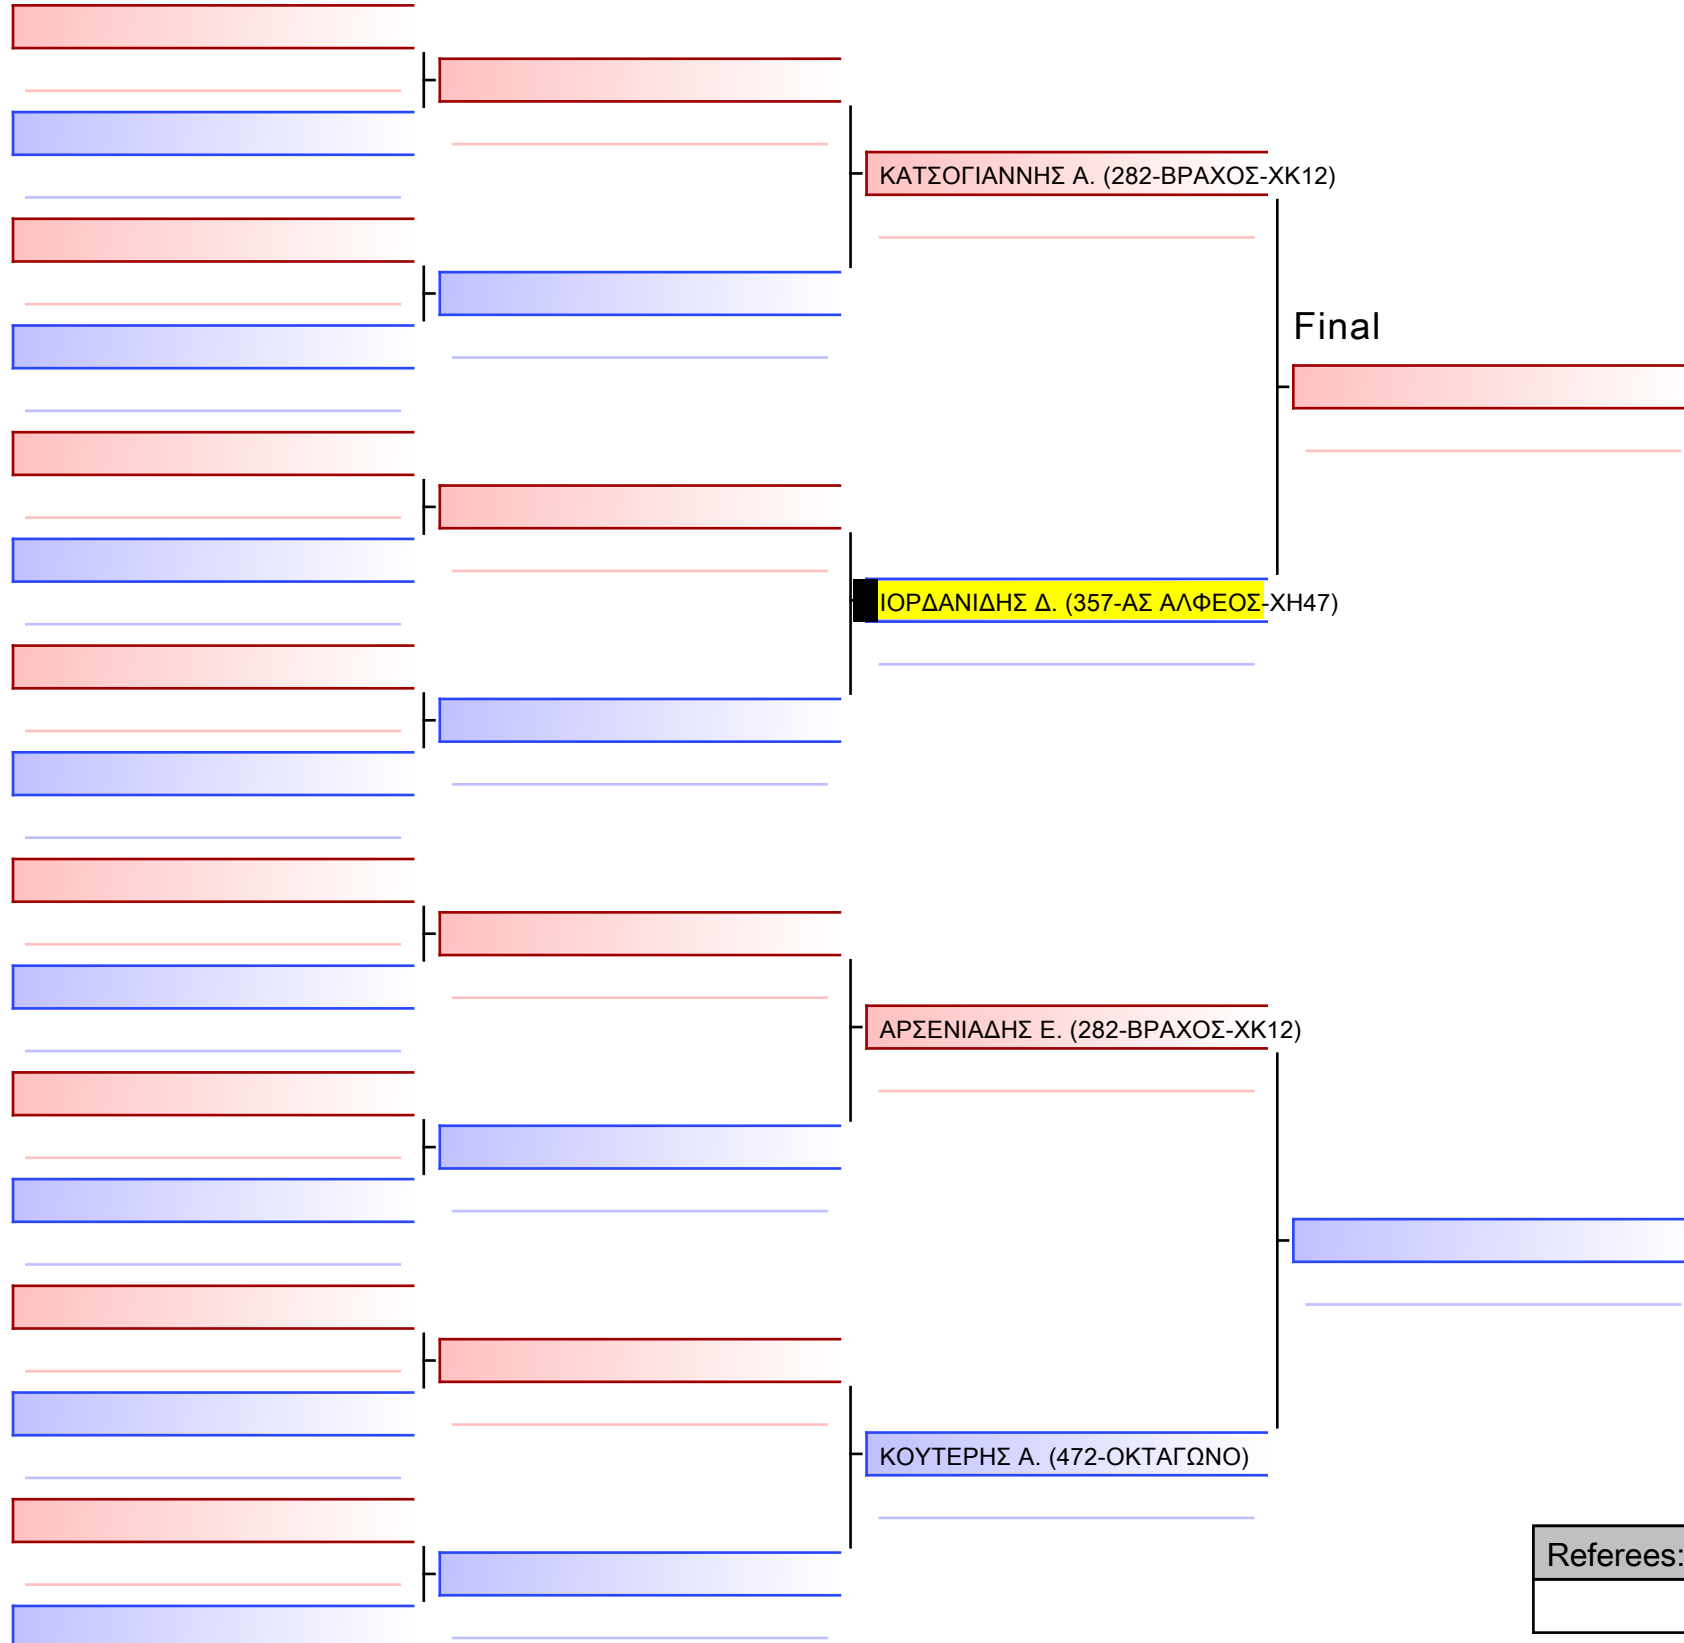 ΚΑΤΣΟΓΙΑΝΝΗΣ Α. (282-ΒΡΑΧΟΣ-ΧΚ12)
Final
ΙΟΡΔΑΝΙΔΗΣ Δ. (357-ΑΣ ΑΛΦΕΟΣ-ΧΗ47)
ΑΡΣΕΝΙΑΔΗΣ Ε. (282-ΒΡΑΧΟΣ-ΧΚ12)
ΚΟΥΤΕΡΗΣ Α. (472-ΟΚΤΑΓΩΝΟ)
Referees: